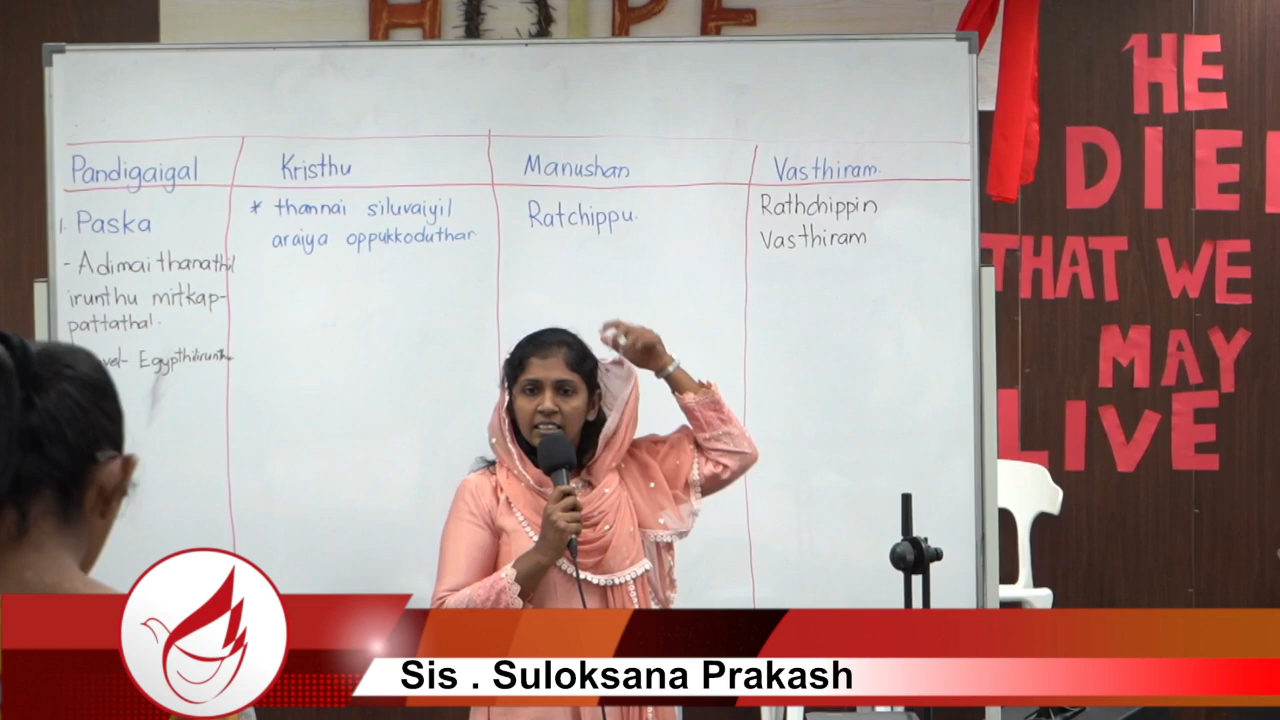 HOPE
HE
DIED
THAT WE
MAY
LIVE
Pandigaigal
Kristhu
Manushan
Vasthiram.
1. Paska
- Adimaithanathil
irunthu mitkap-
pattathal.
Egypthilirunthu
* thannai siluvaiyil
araiya oppukkoduthar
Ratchippu.
Rathchippin
Vasthiram
Sis . Suloksana Prakash